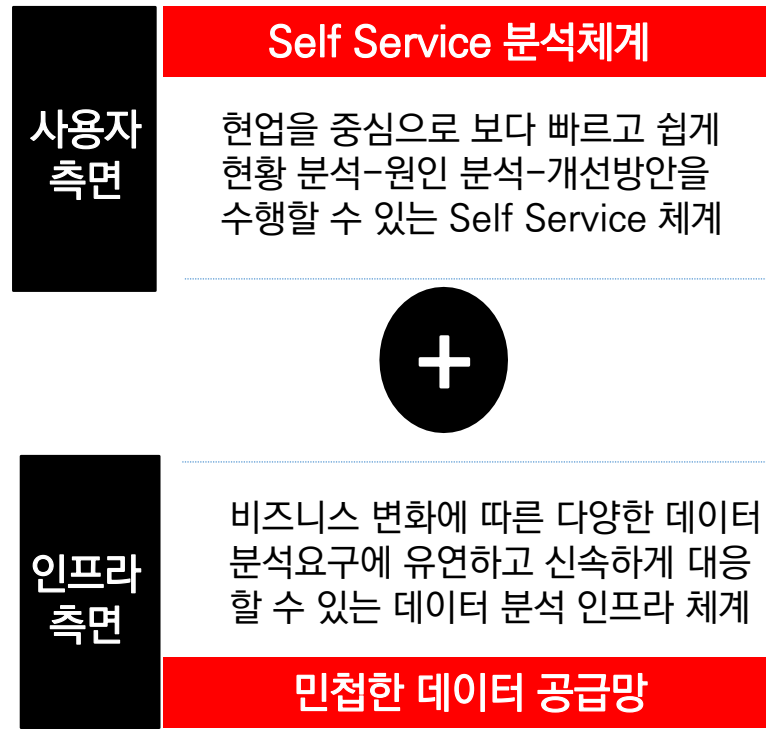 Self Service 분석체계
사용자
측면
현업을 중심으로 보다 빠르고 쉽게
현황 분석-원인 분석-개선방안을
수행할 수 있는 Self Service 체계
+
인프라
측면
비즈니스 변화에 따른 다양한 데이터
분석요구에 유연하고 신속하게 대응
할 수 있는 데이터 분석 인프라 체계
민첩한 데이터 공급망